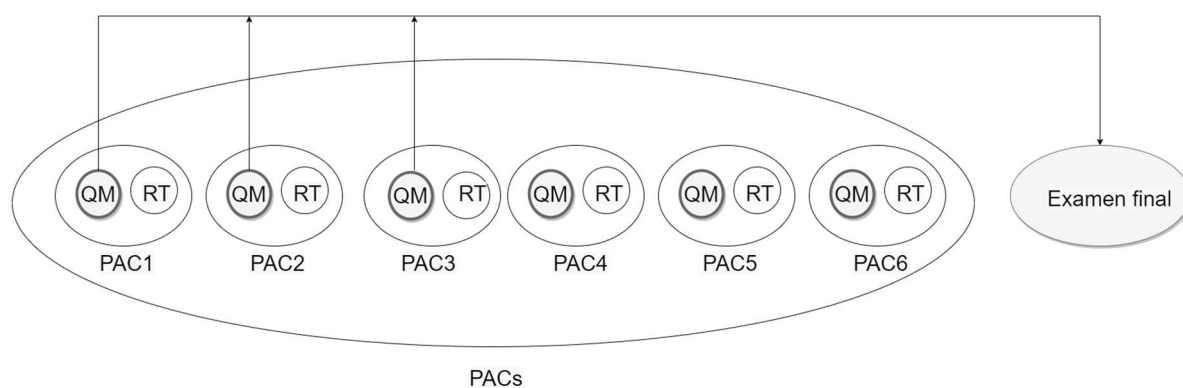 QM RT QM RT QM RT QM RT QM RT QM RT
Examen final
PAC1 PAC2 PAC3 PAC4 PAC5 PAC6
PACs